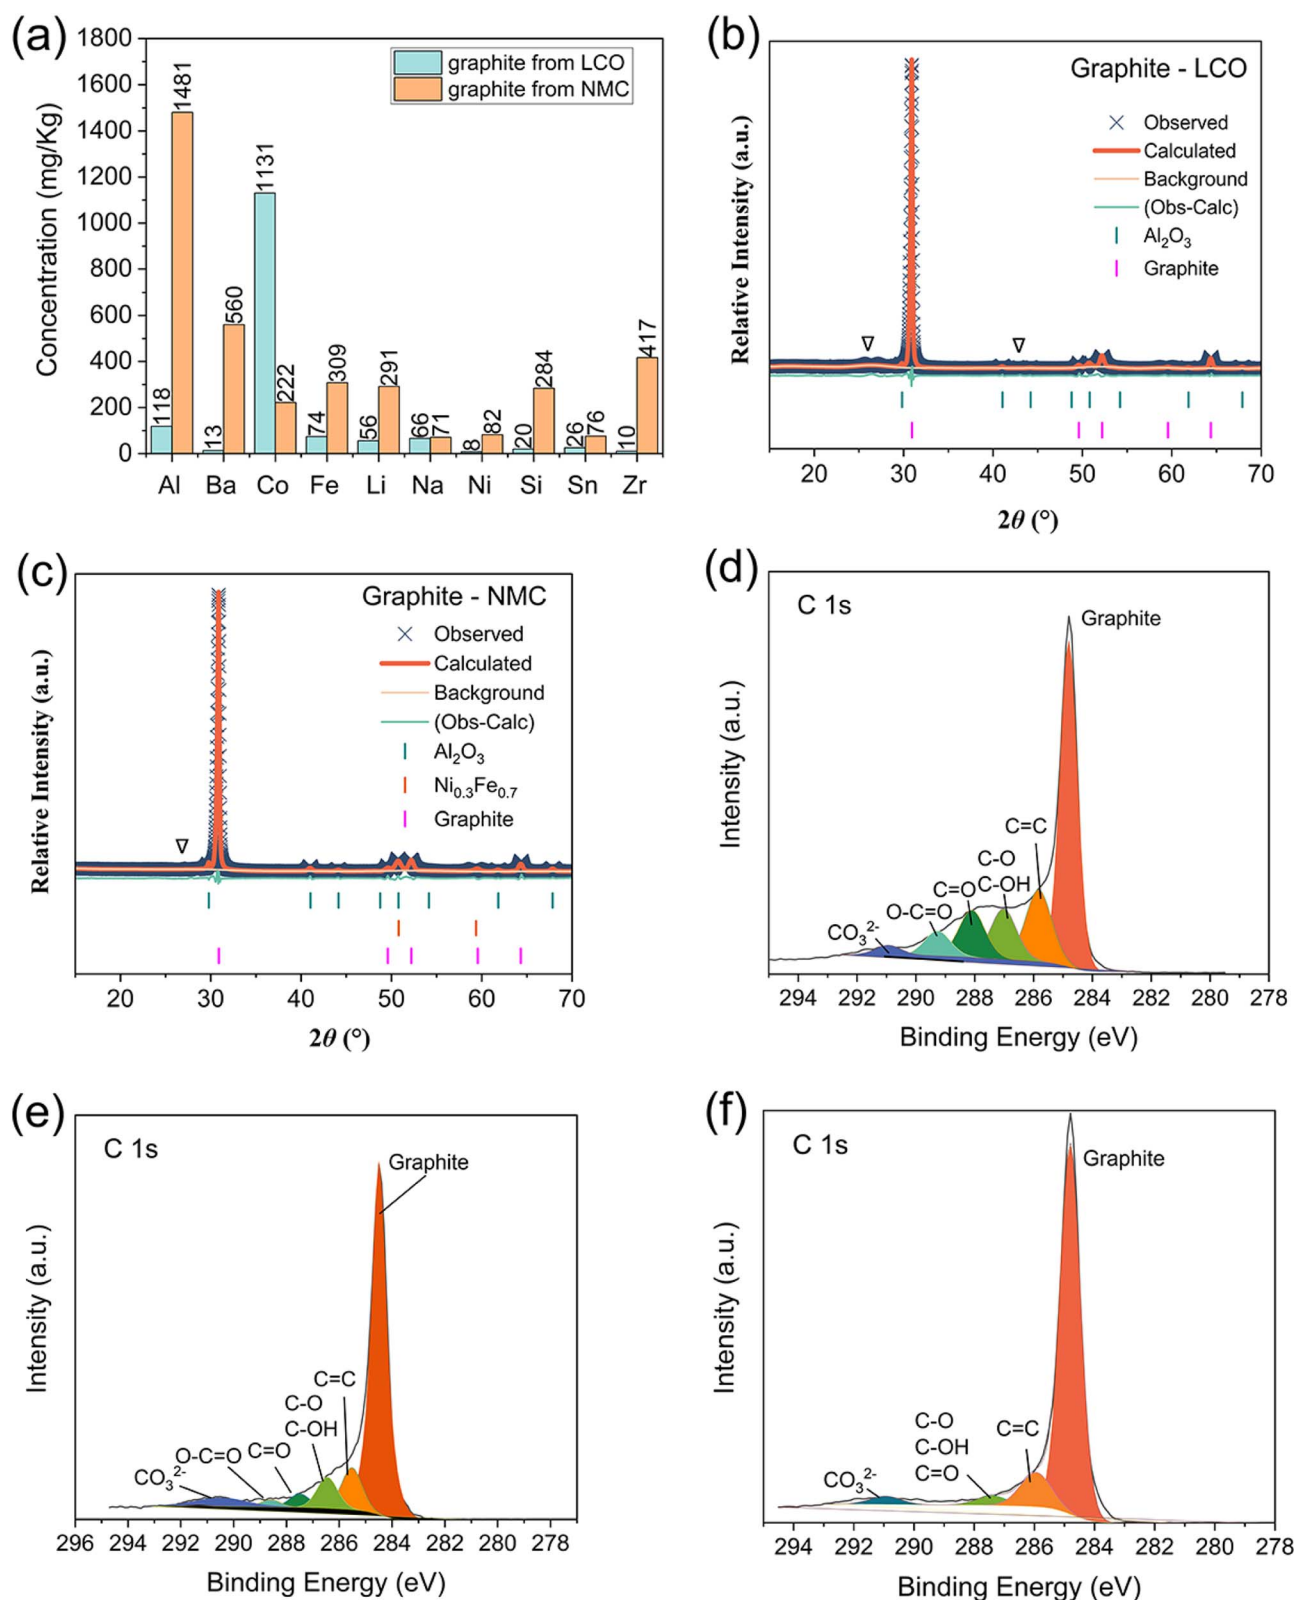 (a)
1800
1600
1400
1200
1000
800
600
400
200
0
Concentration (mg/Kg)
graphite from LCO
graphite from NMC
118
1481
13
560
1131
222
74
309
56
291
66
71
8
82
20
284
26
76
10
417
Al Ba Co Fe Li Na Ni Si Sn Zr
(b)
Graphite - LCO
Observed
Calculated
Background
(Obs-Calc)
Al₂O₃
Graphite
Relative Intensity (a.u.)
20 30 40 50 60 70
2θ (°)
(c)
Graphite - NMC
Observed
Calculated
Background
(Obs-Calc)
Al₂O₃
Ni₀.₃Fe₀.₇
Graphite
Relative Intensity (a.u.)
20 30 40 50 60 70
2θ (°)
(d)
C 1s
Graphite
C=C
C-O
C-OH
C=O
O-C=O
CO₃²⁻
Intensity (a.u.)
294 292 290 288 286 284 282 280 278
Binding Energy (eV)
(e)
C 1s
Graphite
C=C
C-O
C-OH
C=O
O-C=O
CO₃²⁻
Intensity (a.u.)
296 294 292 290 288 286 284 282 280 278
Binding Energy (eV)
(f)
C 1s
Graphite
C-O
C=C
C-OH
C=O
CO₃²⁻
Intensity (a.u.)
294 292 290 288 286 284 282 280 278
Binding Energy (eV)